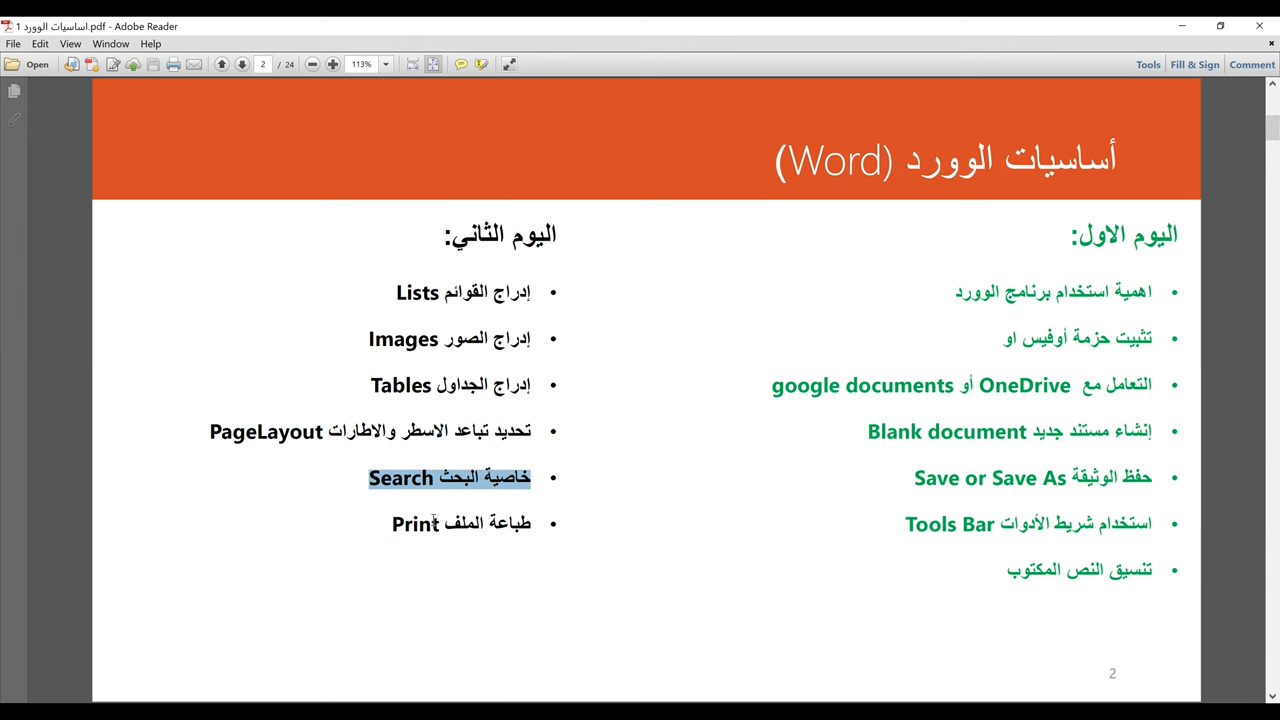 اساسيات الوورد 1.pdf - Adobe Reader
File Edit View Window Help
Open 2 / 24 113% Tools Fill & Sign Comment
أساسيات الوورد (Word)
اليوم الاول:
اهمية استخدام برنامج الوورد
تثبيت حزمة أوفيس او
التعامل مع OneDrive أو google documents
إنشاء مستند جديد Blank document
حفظ الوثيقة Save or Save As
استخدام شريط الأدوات Tools Bar
تنسيق النص المكتوب
اليوم الثاني:
إدراج القوائم Lists
إدراج الصور Images
إدراج الجداول Tables
تحديد تباعد الاسطر والاطارات PageLayout
خاصية البحث Search
طباعة الملف Print
2